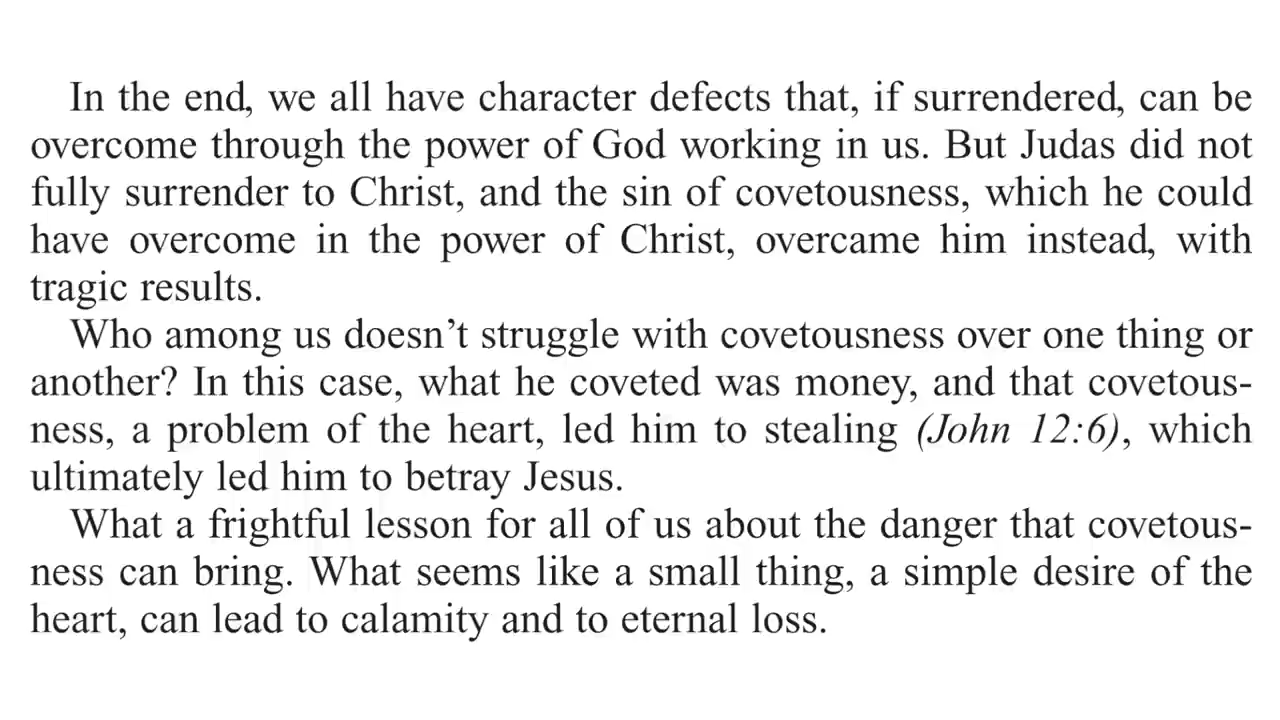 In the end, we all have character defects that, if surrendered, can be
overcome through the power of God working in us. But Judas did not
fully surrender to Christ, and the sin of covetousness, which he could
have overcome in the power of Christ, overcame him instead, with
tragic results.
Who among us doesn’t struggle with covetousness over one thing or
another? In this case, what he coveted was money, and that covetous-
ness, a problem of the heart, led him to stealing (John 12:6), which
ultimately led him to betray Jesus.
What a frightful lesson for all of us about the danger that covetous-
ness can bring. What seems like a small thing, a simple desire of the
heart, can lead to calamity and to eternal loss.